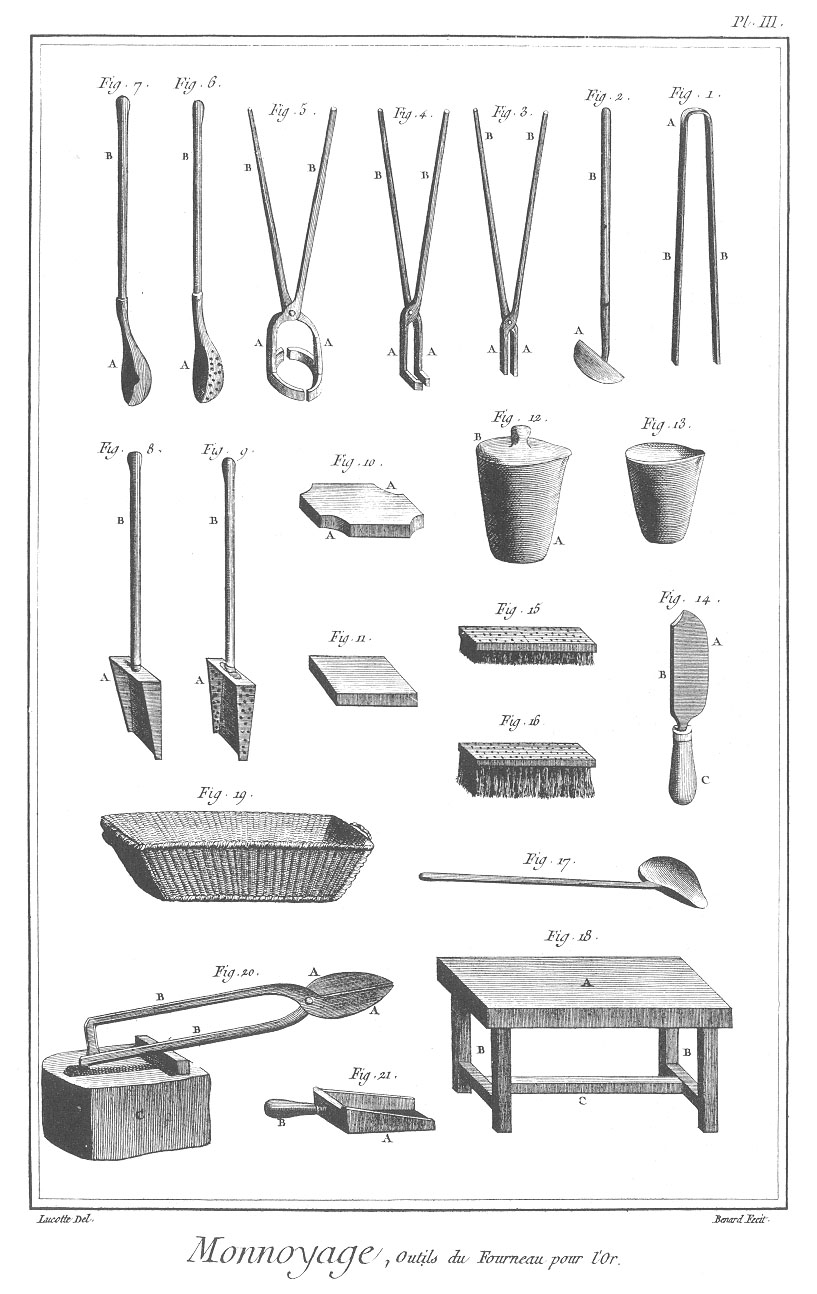 Pl. III.
Fig. 7. Fig. 6. Fig. 5. Fig. 4. Fig. 3. Fig. 2. Fig. 1.
A
B B B B B B B B B
B B
A A A A A A A A A
Fig. 8. Fig. 9. Fig. 10. Fig. 12. Fig. 13.
B
A
B B
A A
Fig. 15 Fig. 14.
Fig. 11. A
A A B
Fig. 16
C
Fig. 19.
Fig. 17.
Fig. 18.
Fig. 20. A A
B
A
B
B B
Fig. 21.
C C
B
A
Lucotte Del. Benard Fecit.
Monnoyage, Outils du Fourneau pour l'Or.